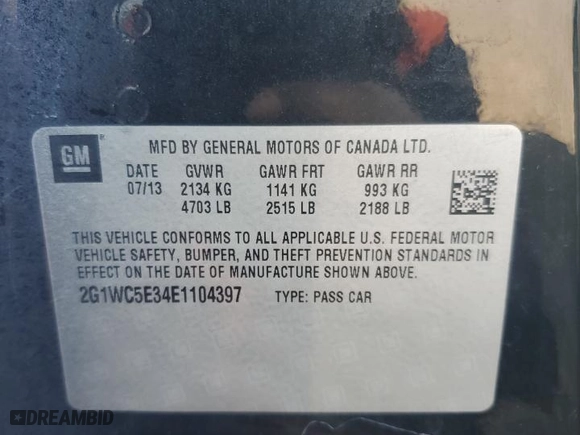 GM
MFD BY GENERAL MOTORS OF CANADA LTD.
DATE GVWR GAWR FRT GAWR RR
07/13 2134 KG 1141 KG 993 KG
4703 LB 2515 LB 2188 LB
THIS VEHICLE CONFORMS TO ALL APPLICABLE U.S. FEDERAL MOTOR
VEHICLE SAFETY, BUMPER, AND THEFT PREVENTION STANDARDS
IN EFFECT ON THE DATE OF MANUFACTURE SHOWN ABOVE.
2G1WC5E34E1104397 TYPE: PASS CAR
DREAMBID